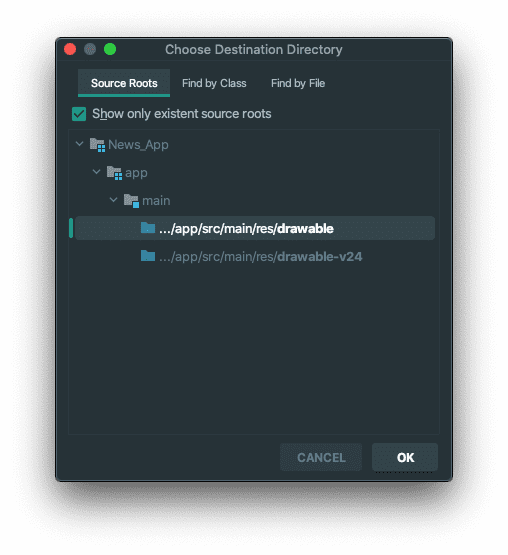 Choose Destination Directory
Source Roots Find by Class Find by File
Show only existent source roots
News_App
app
main
.../app/src/main/res/drawable
.../app/src/main/res/drawable-v24
CANCEL OK